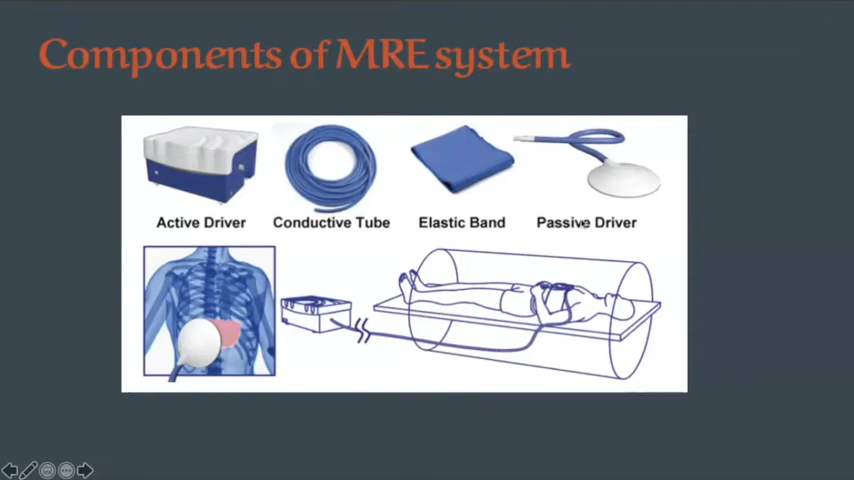 Components of MRE system
Active Driver
Conductive Tube
Elastic Band
Passive Driver